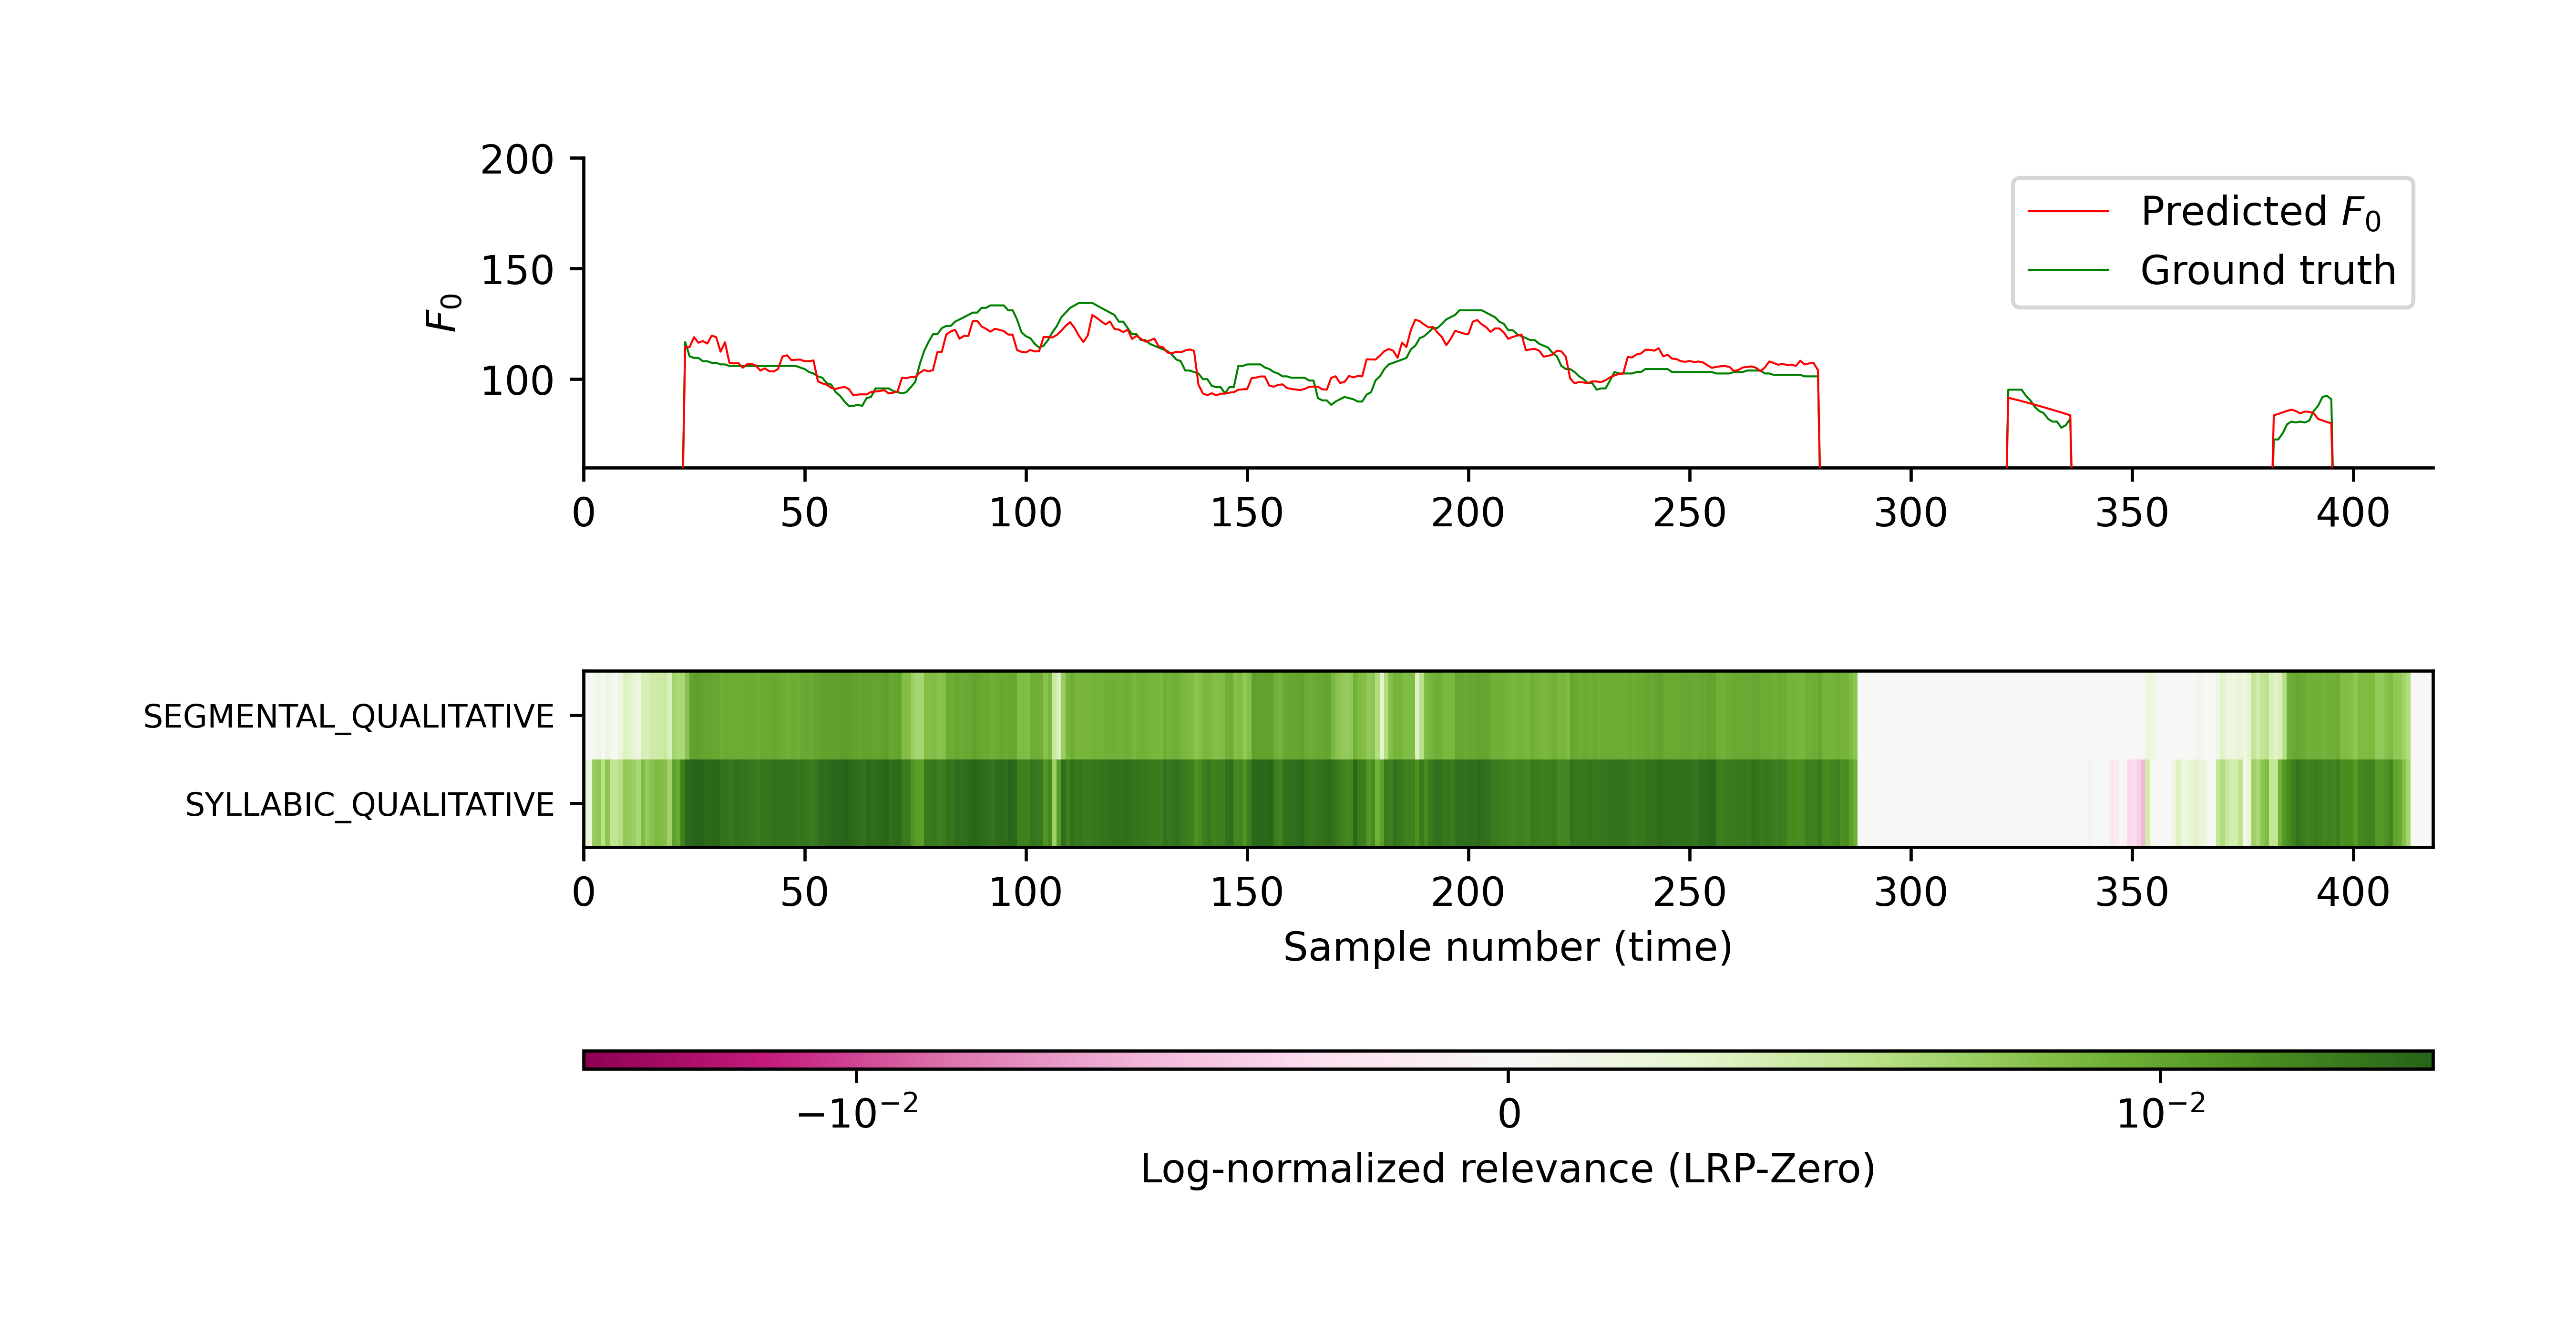 200
150
100
F₀
Predicted F₀
Ground truth
0 50 100 150 200 250 300 350 400
SEGMENTAL_QUALITATIVE
SYLLABIC_QUALITATIVE
0 50 100 150 200 250 300 350 400
Sample number (time)
−10⁻² 0 10⁻²
Log-normalized relevance (LRP-Zero)